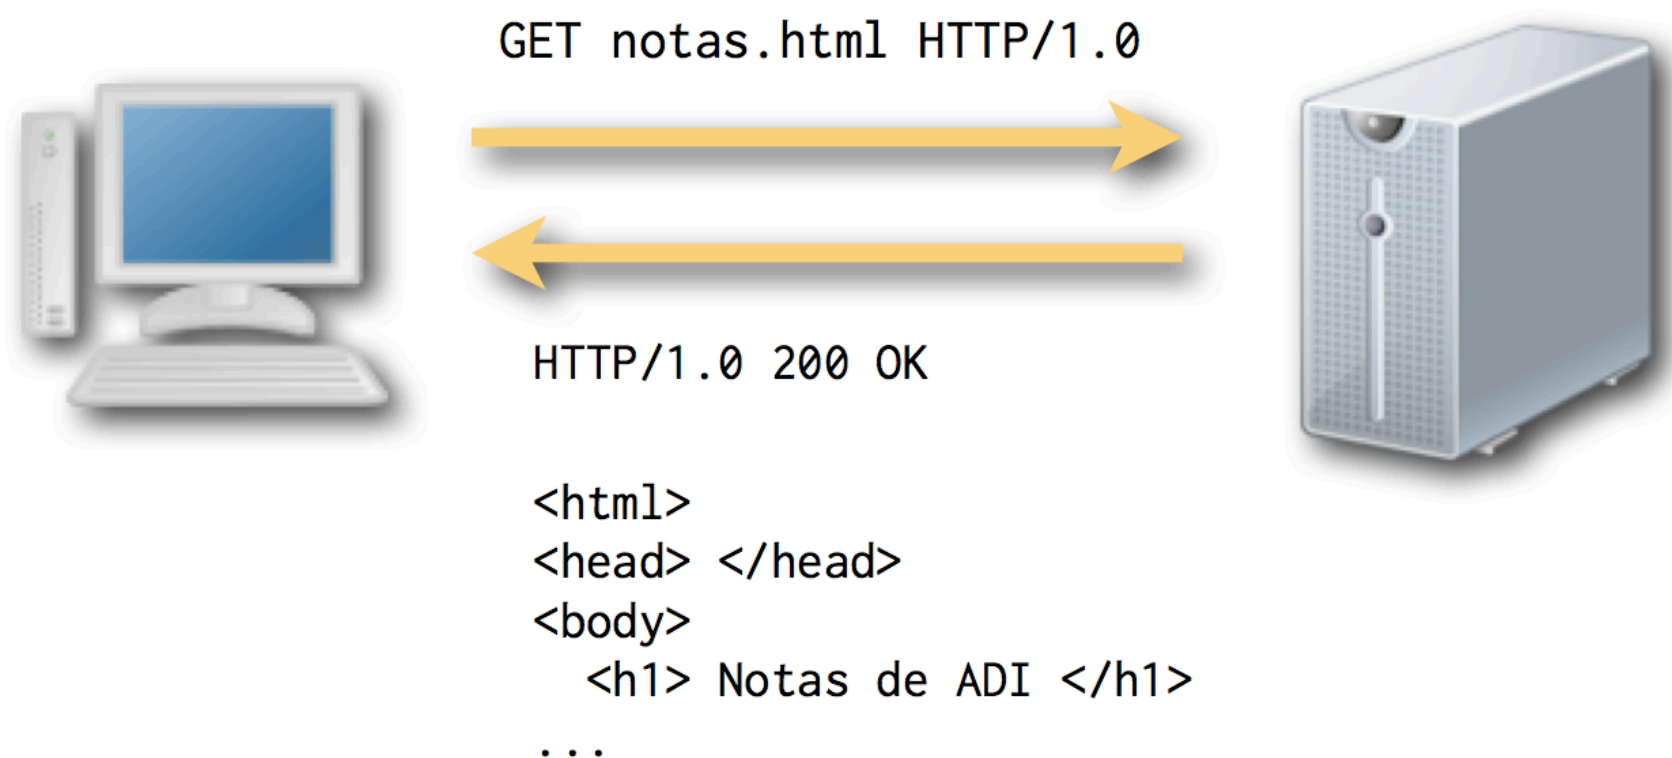 GET notas.html HTTP/1.0
HTTP/1.0 200 OK
<html>
<head> </head>
<body>
<h1> Notas de ADI </h1>
...